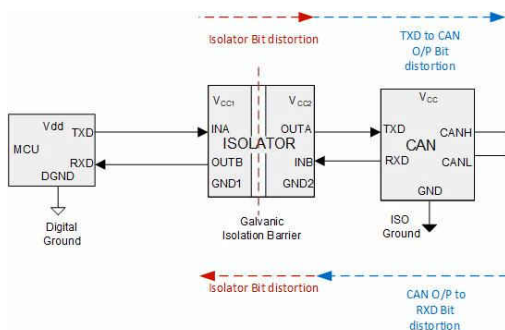 Isolator Bit distortion
TXD to CAN
O/P Bit
distortion
Vdd
TXD
MCU
RXD
DGND
Digital
Ground
VCC1
VCC2
INA
OUTA
ISOLATOR
OUTB
INB
GND1
GND2
Galvanic
Isolation Barrier
VCC
TXD
CANH
CAN
RXD
CANL
GND
ISO
Ground
Isolator Bit distortion
CAN O/P to
RXD Bit
distortion